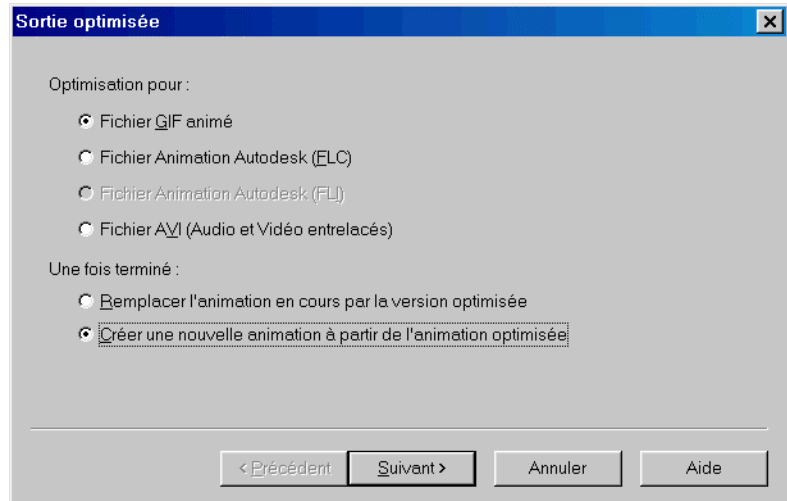 Sortie optimisée
Optimisation pour :
Fichier GIF animé
Fichier Animation Autodesk (FLC)
Fichier Animation Autodesk (FLI)
Fichier AVI (Audio et Vidéo entrelacés)
Une fois terminé :
Remplacer l'animation en cours par la version optimisée
Créer une nouvelle animation à partir de l'animation optimisée
< Précédent Suivant > Annuler Aide